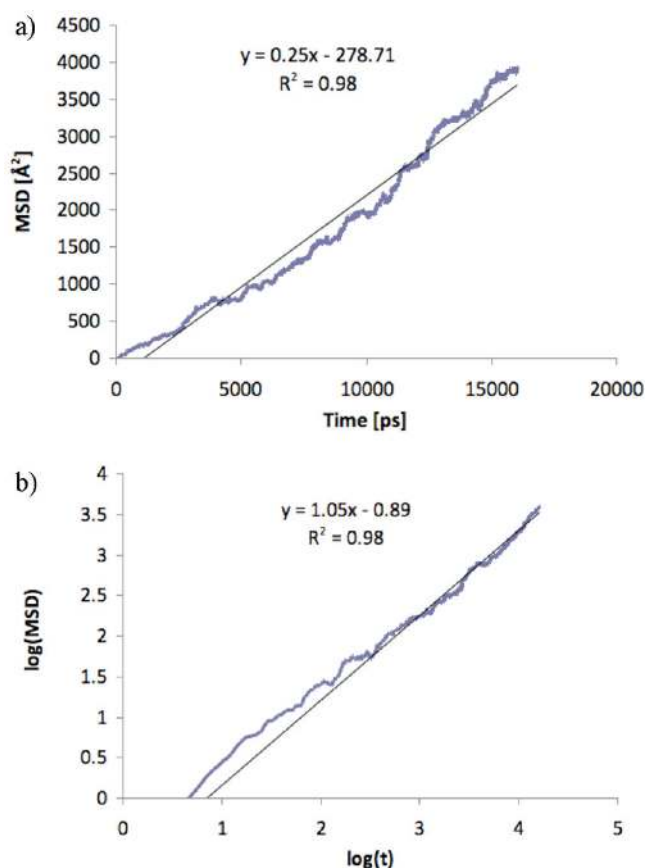 a)
y = 0.25x - 278.71
R² = 0.98
MSD [Å²]
4500
4000
3500
3000
2500
2000
1500
1000
500
0
0 5000 10000 15000 20000
Time [ps]
b)
y = 1.05x - 0.89
R² = 0.98
log(MSD)
4
3.5
3
2.5
2
1.5
1
0.5
0
0 1 2 3 4 5
log(t)